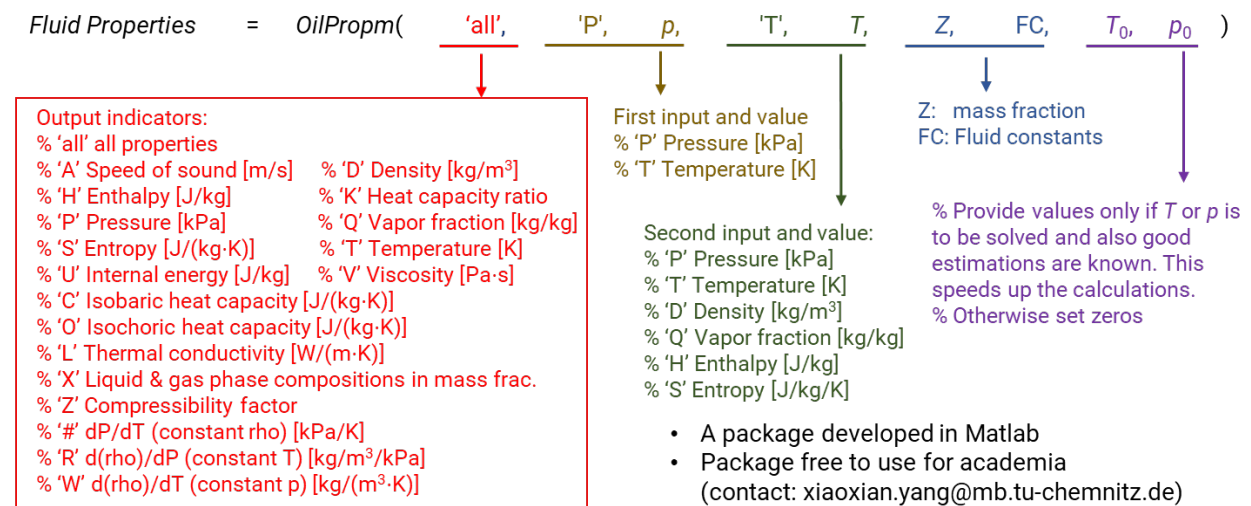 Fluid Properties = OilPropm( ‘all’, 'P', p, 'T', T, Z, FC, T₀, p₀ )
Output indicators:
% ‘all’ all properties
% ‘A’ Speed of sound [m/s] % ‘D’ Density [kg/m³]
% ‘H’ Enthalpy [J/kg] % ‘K’ Heat capacity ratio
% ‘P’ Pressure [kPa] % ‘Q’ Vapor fraction [kg/kg]
% ‘S’ Entropy [J/(kg·K)] % ‘T’ Temperature [K]
% ‘U’ Internal energy [J/kg] % ‘V’ Viscosity [Pa·s]
% ‘C’ Isobaric heat capacity [J/(kg·K)]
% ‘O’ Isochoric heat capacity [J/(kg·K)]
% ‘L’ Thermal conductivity [W/(m·K)]
% ‘X’ Liquid & gas phase compositions in mass frac.
% ‘Z’ Compressibility factor
% ‘#’ dP/dT (constant rho) [kPa/K]
% ‘R’ d(rho)/dP (constant T) [kg/m³/kPa]
% ‘W’ d(rho)/dT (constant p) [kg/(m³·K)]
First input and value
% ‘P’ Pressure [kPa]
% ‘T’ Temperature [K]
Second input and value:
% ‘P’ Pressure [kPa]
% ‘T’ Temperature [K]
% ‘D’ Density [kg/m³]
% ‘Q’ Vapor fraction [kg/kg]
% ‘H’ Enthalpy [J/kg]
% ‘S’ Entropy [J/kg/K]
Z: mass fraction
FC: Fluid constants
% Provide values only if T or p is
to be solved and also good
estimations are known. This
speeds up the calculations.
% Otherwise set zeros
• A package developed in Matlab
• Package free to use for academia
(contact: xiaoxian.yang@mb.tu-chemnitz.de)